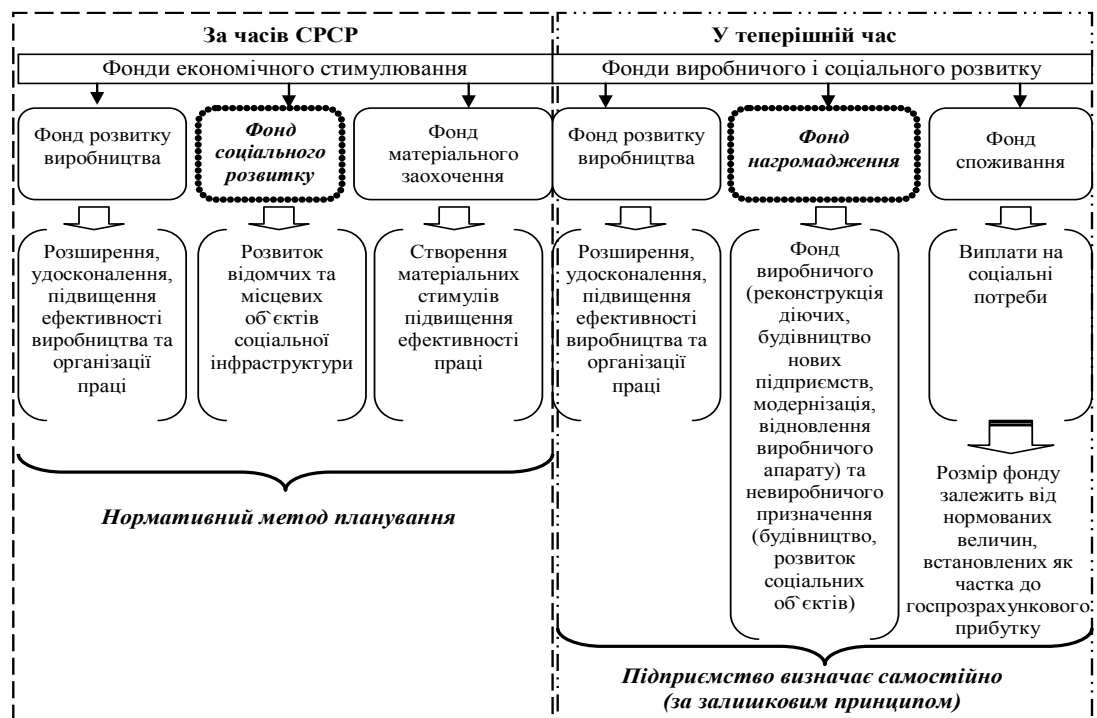 За часів СРСР
Фонди економічного стимулювання
Фонд розвитку
виробництва
Фонд
соціального
розвитку
Фонд
матеріального
заохочення
Розширення,
удосконалення,
підвищення
ефективності
виробництва та
організації
праці
Розвиток
відомчих та
місцевих
об`єктів
соціальної
інфраструктури
Створення
матеріальних
стимулів
підвищення
ефективності
праці
Нормативний метод планування
У теперішній час
Фонди виробничого і соціального розвитку
Фонд розвитку
виробництва
Фонд
нагромадження
Фонд
споживання
Розширення,
удосконалення,
підвищення
ефективності
виробництва та
організації
праці
Фонд
виробничого
(реконструкція
діючих,
будівництво
нових
підприємств,
модернізація,
відновлення
виробничого
апарату) та
невиробничого
призначення
(будівництво,
розвиток
соціальних
об`єктів)
Виплати на
соціальні
потреби
Розмір фонду
залежить від
нормованих
величин,
встановлених як
частка до
госпрозрахункового
прибутку
Підприємство визначає самостійно
(за залишковим принципом)